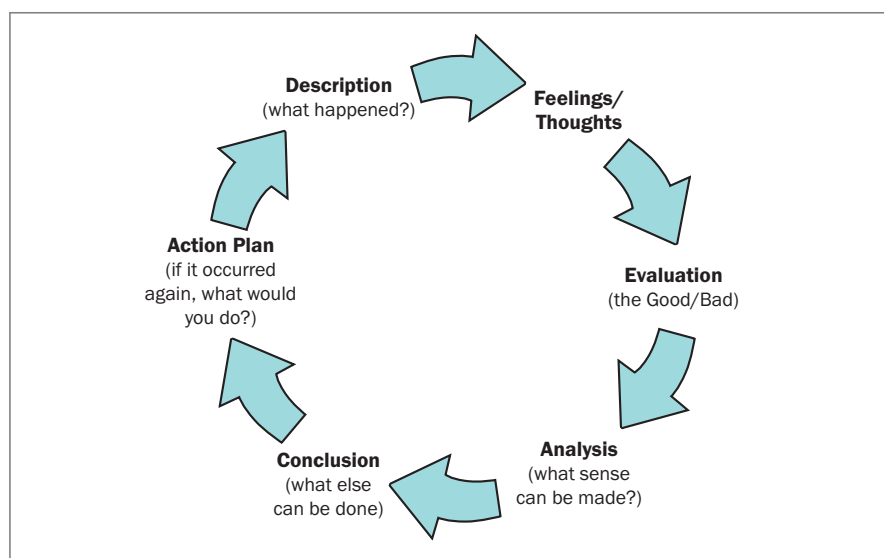 Description
(what happened?)
Feelings/
Thoughts
Evaluation
(the Good/Bad)
Analysis
(what sense
can be made?)
Conclusion
(what else
can be done)
Action Plan
(if it occurred
again, what would
you do?)